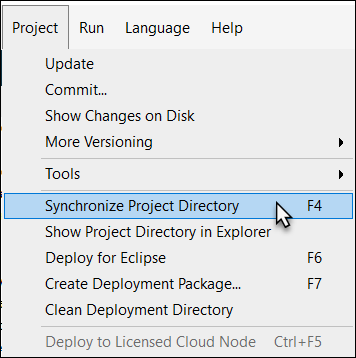 Project Run Language Help
Update
Commit...
Show Changes on Disk
More Versioning
Tools
Synchronize Project Directory F4
Show Project Directory in Explorer
Deploy for Eclipse F6
Create Deployment Package... F7
Clean Deployment Directory
Deploy to Licensed Cloud Node Ctrl+F5